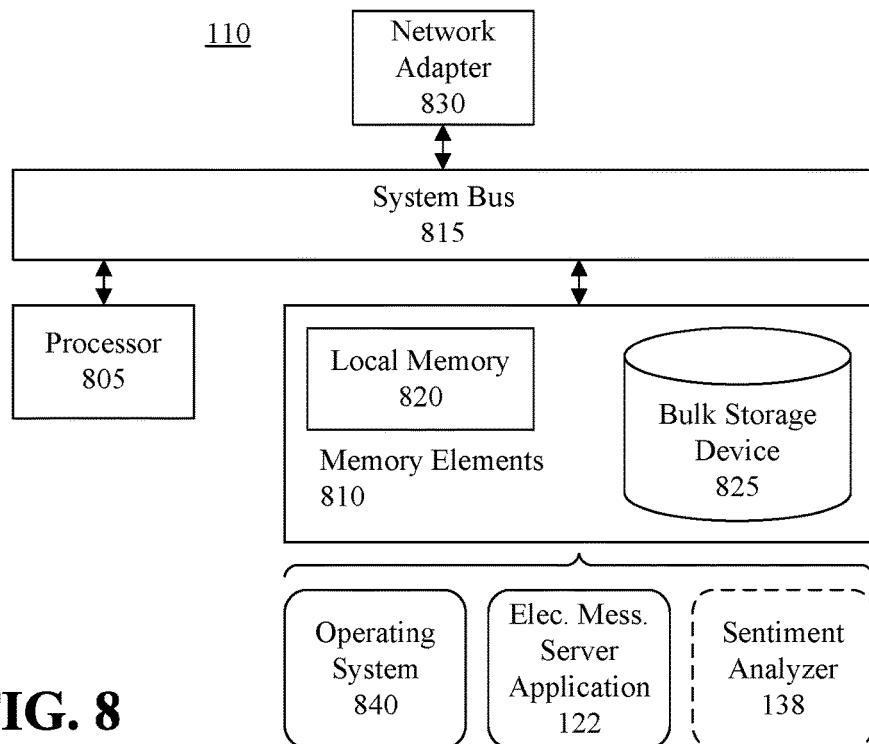 110
Network
Adapter
830
System Bus
815
Processor
805
Local Memory
820
Memory Elements
810
Bulk Storage
Device
825
Operating
System
840
Elec. Mess.
Server
Application
122
Sentiment
Analyzer
138
IG. 8